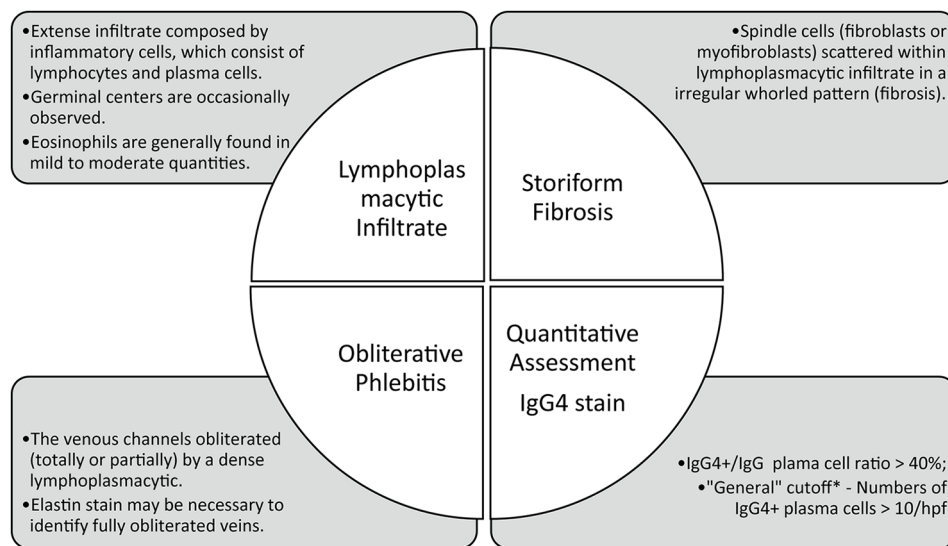 •Extense infiltrate composed by
inflammatory cells, which consist of
lymphocytes and plasma cells.
•Germinal centers are occasionally
observed.
•Eosinophils are generally found in
mild to moderate quantities.
•Spindle cells (fibroblasts or
myofibroblasts) scattered within
lymphoplasmacytic infiltrate in a
irregular whorled pattern (fibrosis).
Lymphoplas
macytic
Infiltrate
Storiform
Fibrosis
Obliterative
Phlebitis
Quantitative
Assessment
IgG4 stain
•The venous channels obliterated
(totally or partially) by a dense
lymphoplasmacytic.
•Elastin stain may be necessary to
identify fully obliterated veins.
•IgG4+/IgG plama cell ratio > 40%;
•"General" cutoff* - Numbers of
IgG4+ plasma cells > 10/hpf